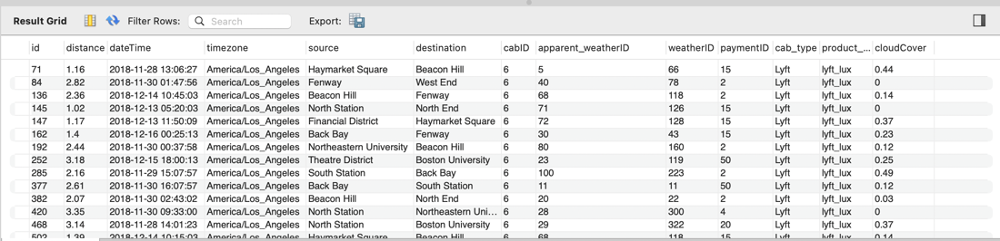 Result Grid Filter Rows: Search Export:
id distance dateTime timezone source destination cabID apparent_weatherID weatherID paymentID cab_type product_... cloudCover
71 1.16 2018-11-28 13:06:27 America/Los_Angeles Haymarket Square Beacon Hill 6 5 66 15 Lyft lyft_lux 0.44
84 2.82 2018-11-30 01:47:56 America/Los_Angeles Fenway West End 6 40 78 2 Lyft lyft_lux 0
136 2.36 2018-12-14 10:45:03 America/Los_Angeles Beacon Hill Fenway 6 68 118 2 Lyft lyft_lux 0.14
145 1.02 2018-12-13 05:20:03 America/Los_Angeles North Station North End 6 71 126 15 Lyft lyft_lux 0
147 1.17 2018-12-13 11:50:09 America/Los_Angeles Financial District Haymarket Square 6 72 128 15 Lyft lyft_lux 0.37
162 1.4 2018-12-16 00:25:13 America/Los_Angeles Back Bay Fenway 6 30 43 15 Lyft lyft_lux 0.23
192 2.44 2018-11-30 00:37:58 America/Los_Angeles Northeastern University Beacon Hill 6 80 160 2 Lyft lyft_lux 0.12
252 3.18 2018-12-15 18:00:13 America/Los_Angeles Theatre District Boston University 6 23 119 50 Lyft lyft_lux 0.25
285 2.16 2018-11-29 15:07:57 America/Los_Angeles South Station Back Bay 6 100 223 2 Lyft lyft_lux 0.49
377 2.61 2018-11-30 16:07:57 America/Los_Angeles Back Bay South Station 6 11 11 50 Lyft lyft_lux 0.12
382 2.07 2018-11-30 02:43:02 America/Los_Angeles Beacon Hill North End 6 20 22 2 Lyft lyft_lux 0.03
420 3.35 2018-11-30 09:33:00 America/Los_Angeles North Station Northeastern Uni... 6 28 300 4 Lyft lyft_lux 0
468 3.14 2018-11-28 14:01:23 America/Los_Angeles North Station Boston University 6 29 322 20 Lyft lyft_lux 0.37
502 1.39 2018-12-14 10:15:03 America/Los_Angeles Haymarket Square Beacon Hill 6 68 118 15 Lyft lyft_lux 0.14